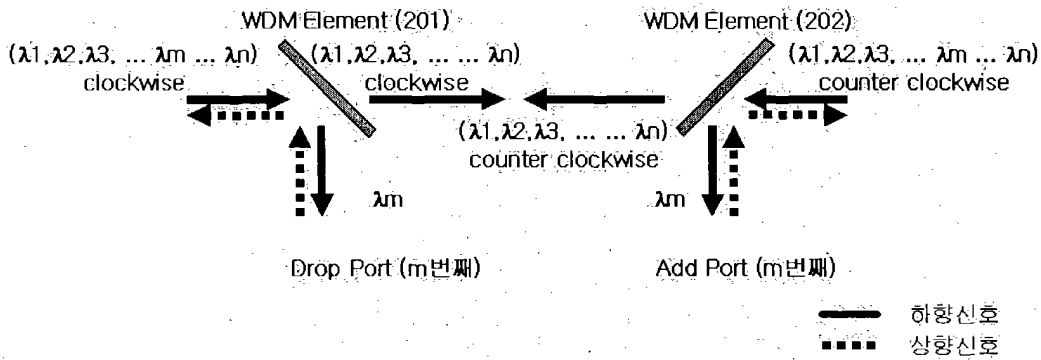 WDM Element (201)
WDM Element (202)
(λ1,λ2,λ3, ... λm ... λn)
clockwise
(λ1,λ2,λ3, ... ... λn)
clockwise
(λ1,λ2,λ3, ... λm ... λn)
counter clockwise
(λ1,λ2,λ3, ... ... λn)
counter clockwise
λm
λm
Drop Port (m번째)
Add Port (m번째)
하향신호
상향신호